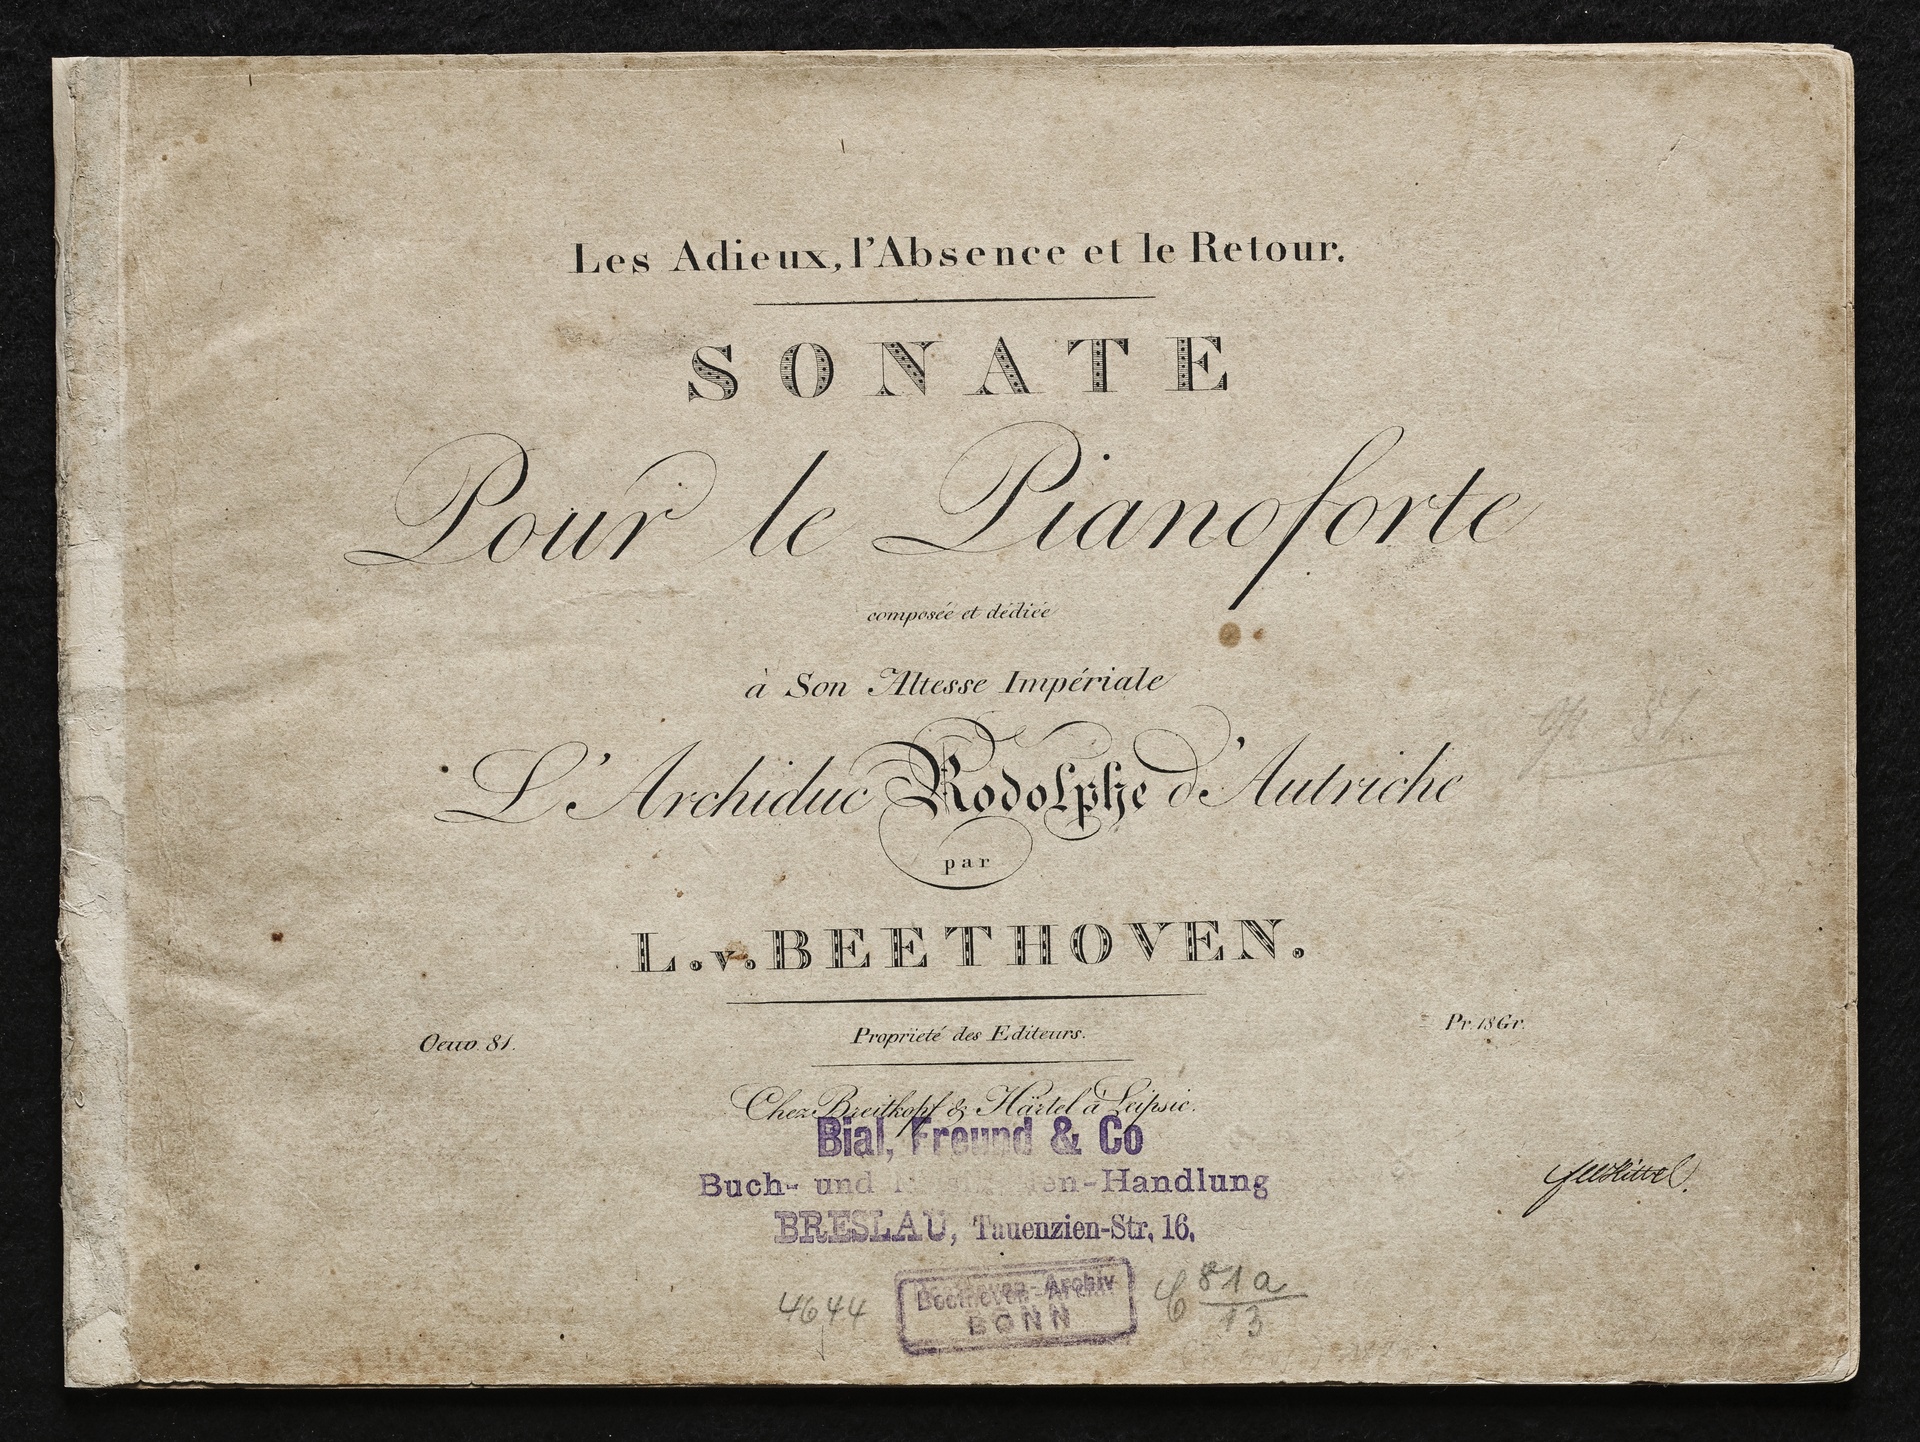 Les Adieux, l'Absence et le Retour.
SONATE
Pour le Pianoforte
composée et dédiée
à Son Altesse Impériale
L'Archiduc Rodolphe d'Autriche
par
L. v. BEETHOVEN.
Oeuv. 81.
Propriété des Editeurs.
Pr. 18 Gr.
Chez Breitkopf & Härtel à Leipsic.
Bial, Freund & Co
Buch- und -Handlung
BRESLAU, Tauenzien-Str. 16.
4644
Beethoven-Archiv
BONN
C 81a
13